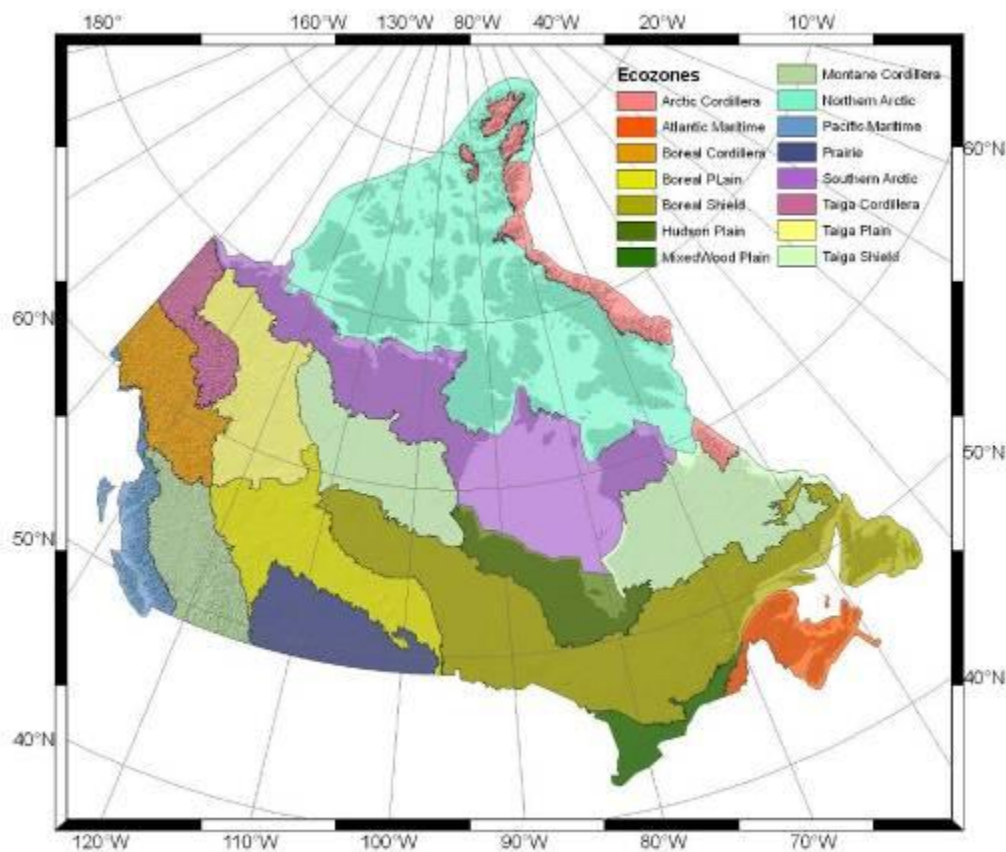 180° 160°W 130°W 80°W 40°W 20°W 10°W
Ecozones
Arctic Cordillera
Atlantic Maritime
Boreal Cordillera
Boreal PLain
Boreal Shield
Hudson Plain
MixedWood Plain
Montane Cordillera
Northern Arctic
Pacific Maritime
Prairie
Southern Arctic
Taiga Cordillera
Taiga Plain
Taiga Shield
60°N
60°N
50°N
50°N
40°N
40°N
120°W 110°W 100°W 90°W 80°W 70°W